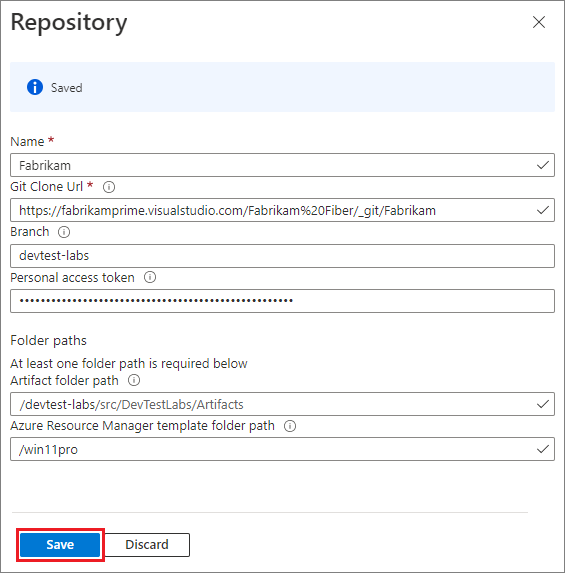 Repository
Saved
Name *
Fabrikam
Git Clone Url *
https://fabrikamprime.visualstudio.com/Fabrikam%20Fiber/_git/Fabrikam
Branch
devtest-labs
Personal access token
••••••••••••••••••••••••••••••••••••••••••••••••••••
Folder paths
At least one folder path is required below
Artifact folder path
/devtest-labs/src/DevTestLabs/Artifacts
Azure Resource Manager template folder path
/win11pro
Save Discard